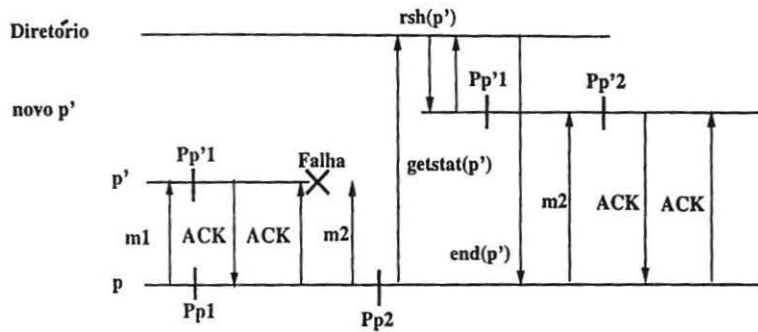 rsh(p')
Diretório
Pp'1
Pp'2
novo p'
Pp'1
Falha
p'
getstat(p')
m1
ACK
ACK
m2
m2
ACK
ACK
end(p')
p
Pp1
Pp2